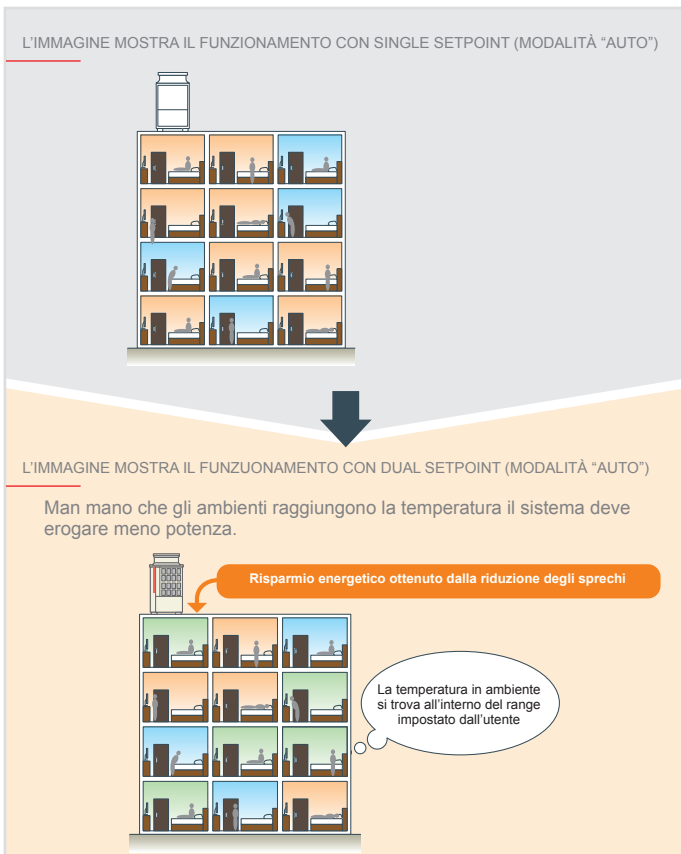 L'IMMAGINE MOSTRA IL FUNZIONAMENTO CON SINGLE SETPOINT (MODALITÀ "AUTO")
L'IMMAGINE MOSTRA IL FUNZUONAMENTO CON DUAL SETPOINT (MODALITÀ "AUTO")
Man mano che gli ambienti raggiungono la temperatura il sistema deve
erogare meno potenza.
Risparmio energetico ottenuto dalla riduzione degli sprechi
La temperatura in ambiente
si trova all'interno del range
impostato dall'utente